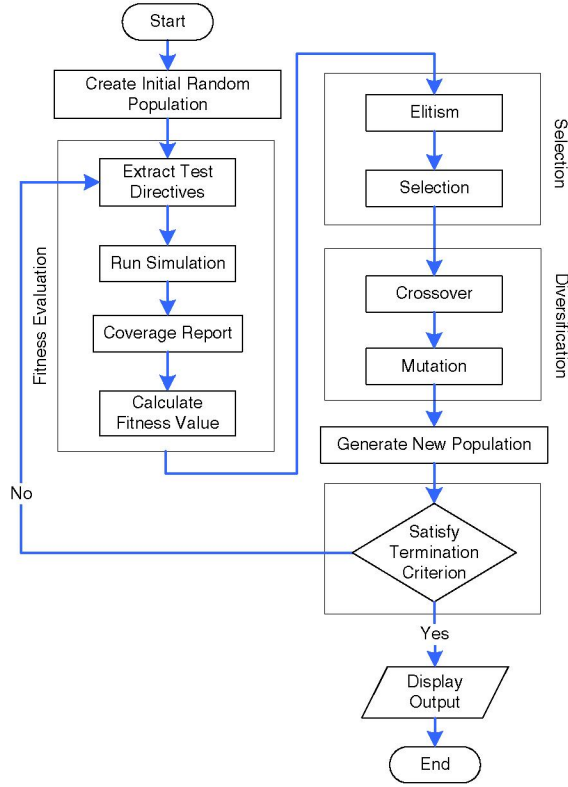 Start
Create Initial Random
Population
Fitness Evaluation
Extract Test
Directives
Run Simulation
Coverage Report
Calculate
Fitness Value
Selection
Elitism
Selection
Diversification
Crossover
Mutation
Generate New Population
Satisfy
Termination
Criterion
No
Yes
Display
Output
End